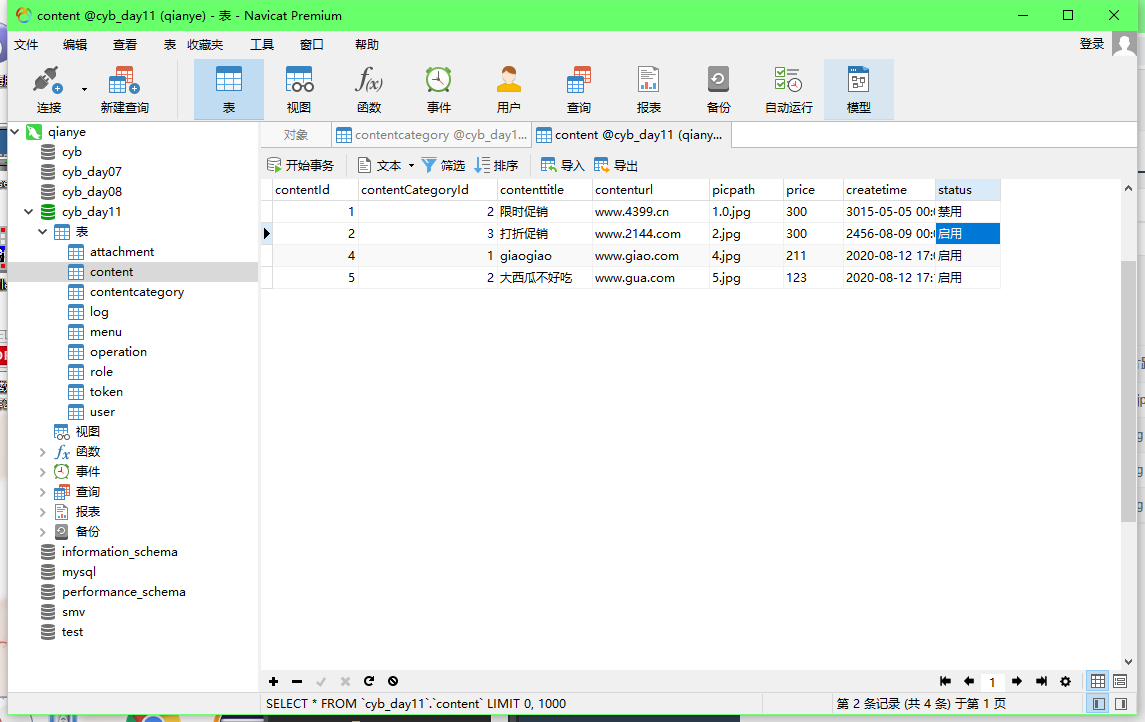 content @cyb_day11 (qianye) - 表 - Navicat Premium
文件 编辑 查看 表 收藏夹 工具 窗口 帮助 登录
连接 新建查询 表 视图 函数 事件 用户 查询 报表 备份 自动运行 模型
qianye
cyb
cyb_day07
cyb_day08
cyb_day11
表
attachment
content
contentcategory
log
menu
operation
role
token
user
视图
函数
事件
查询
报表
备份
information_schema
mysql
performance_schema
smv
test
对象 contentcategory @cyb_day1... content @cyb_day11 (qiany...
开始事务 文本 筛选 排序 导入 导出
contentId contentCategoryId contenttitle contenturl picpath price createtime status
1 2 限时促销 www.4399.cn 1.0.jpg 300 3015-05-05 00: 禁用
2 3 打折促销 www.2144.com 2.jpg 300 2456-08-09 00: 启用
4 1 giaogiao www.giao.com 4.jpg 211 2020-08-12 17: 启用
5 2 大西瓜不好吃 www.gua.com 5.jpg 123 2020-08-12 17: 启用
1
SELECT * FROM `cyb_day11`.`content` LIMIT 0, 1000 第 2 条记录 (共 4 条) 于第 1 页